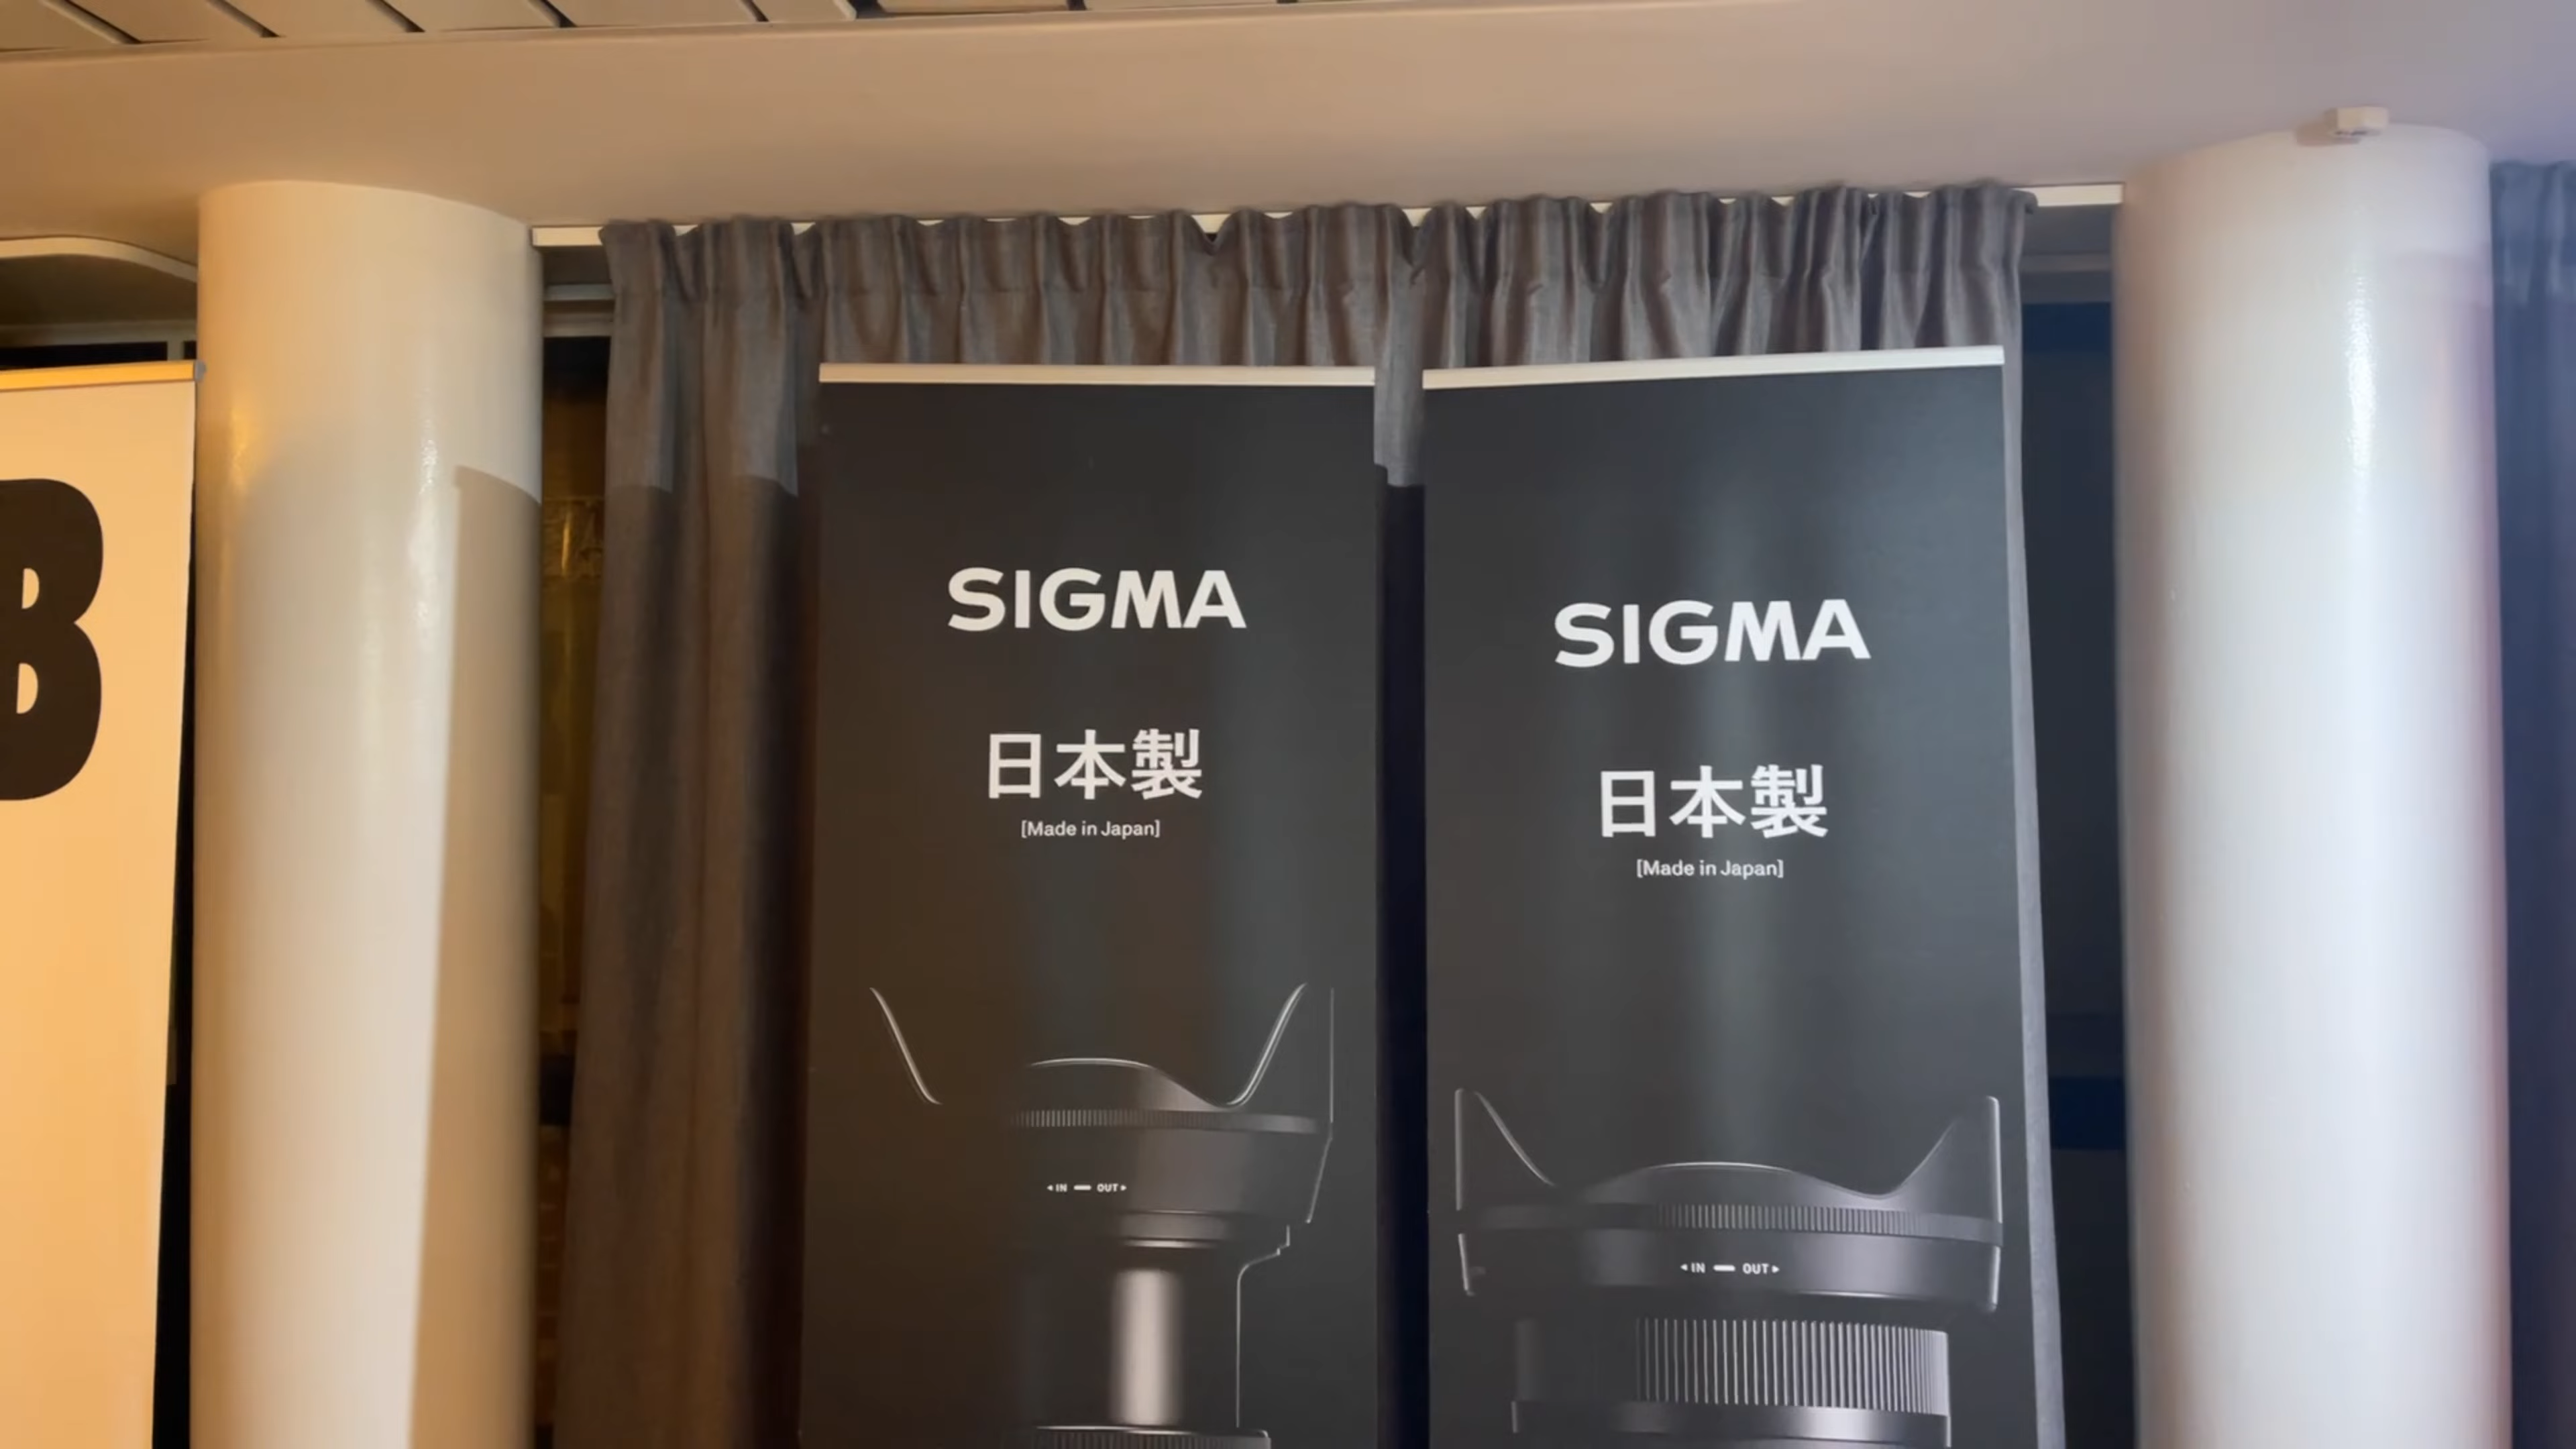 B
SIGMA
日本製
[Made in Japan]
◂IN — OUT▸
SIGMA
日本製
[Made in Japan]
◂IN — OUT▸